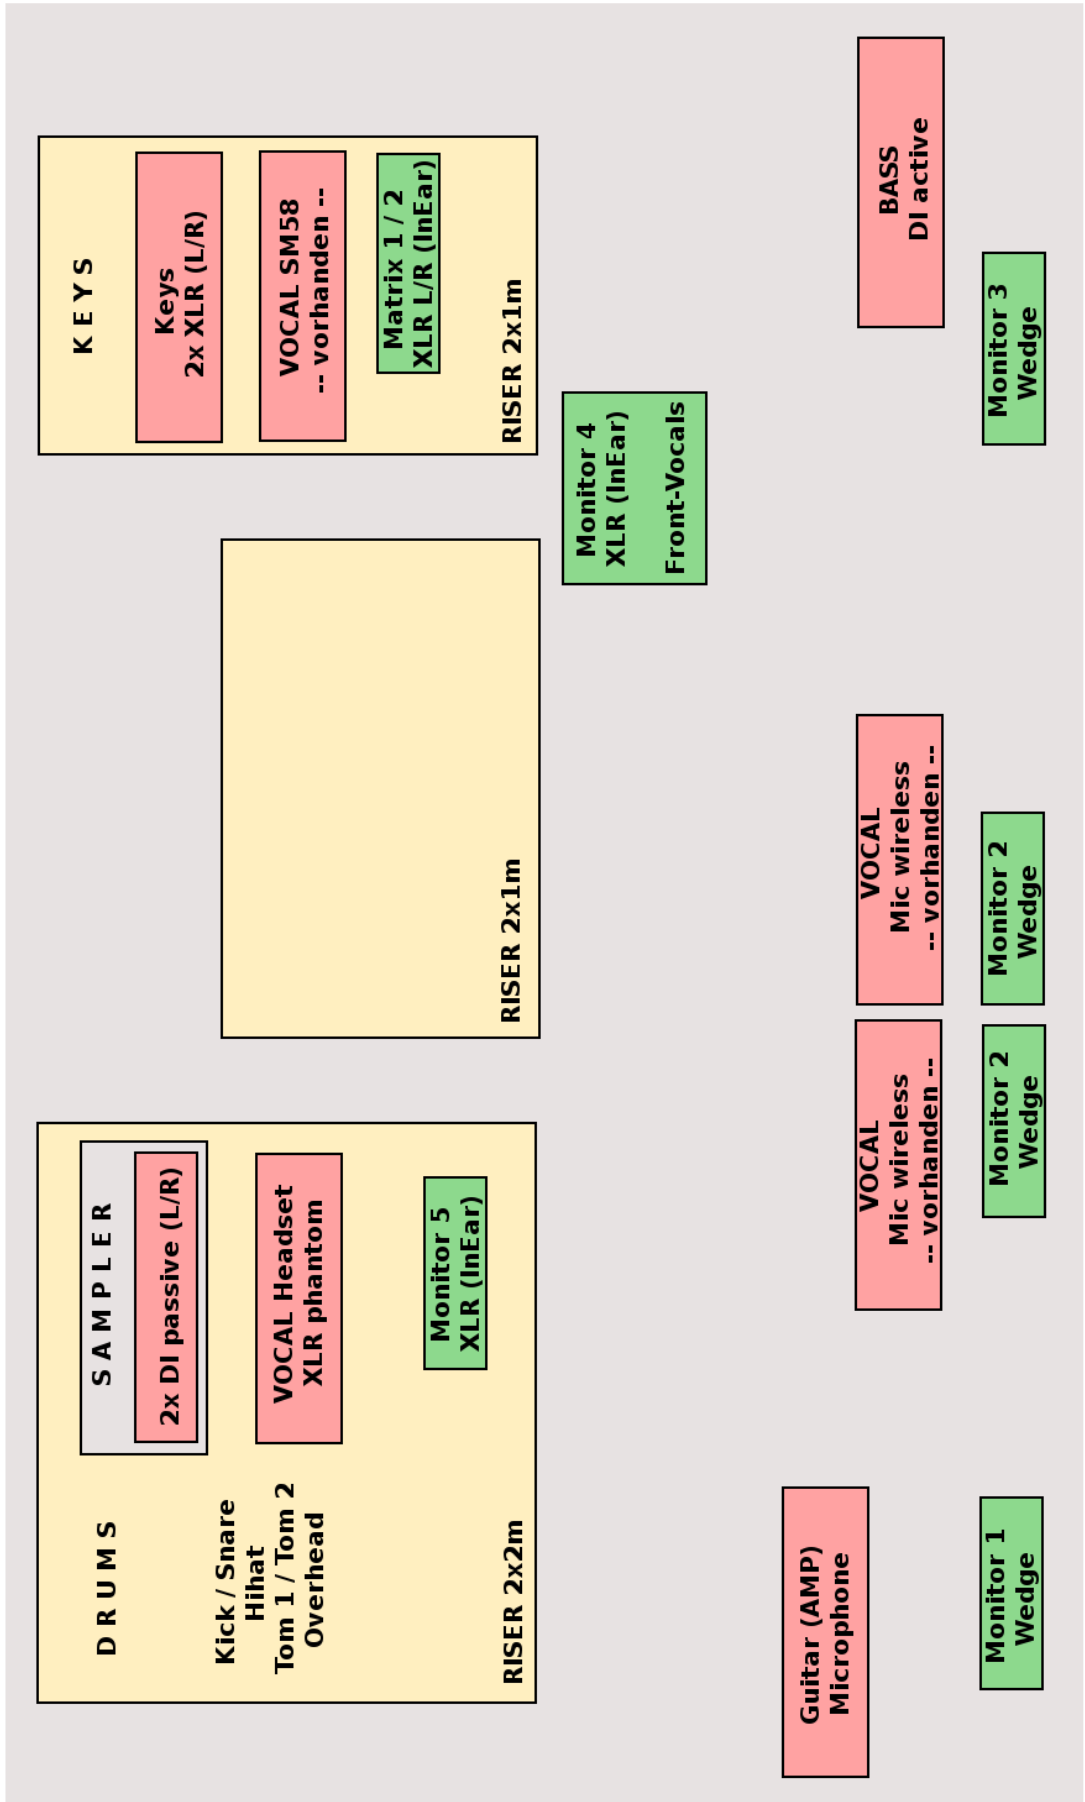 D R U M S
Kick / Snare
Hihat
Tom 1 / Tom 2
Overhead
RISER 2x2m
S A M P L E R
2x DI passive (L/R)
VOCAL Headset
XLR phantom
Monitor 5
XLR (InEar)
RISER 2x1m
K E Y S
Keys
2x XLR (L/R)
VOCAL SM58
-- vorhanden --
Matrix 1 / 2
XLR L/R (InEar)
RISER 2x1m
Monitor 4
XLR (InEar)
Front-Vocals
Guitar (AMP)
Microphone
Monitor 1
Wedge
VOCAL
Mic wireless
-- vorhanden --
Monitor 2
Wedge
VOCAL
Mic wireless
-- vorhanden --
Monitor 2
Wedge
BASS
DI active
Monitor 3
Wedge